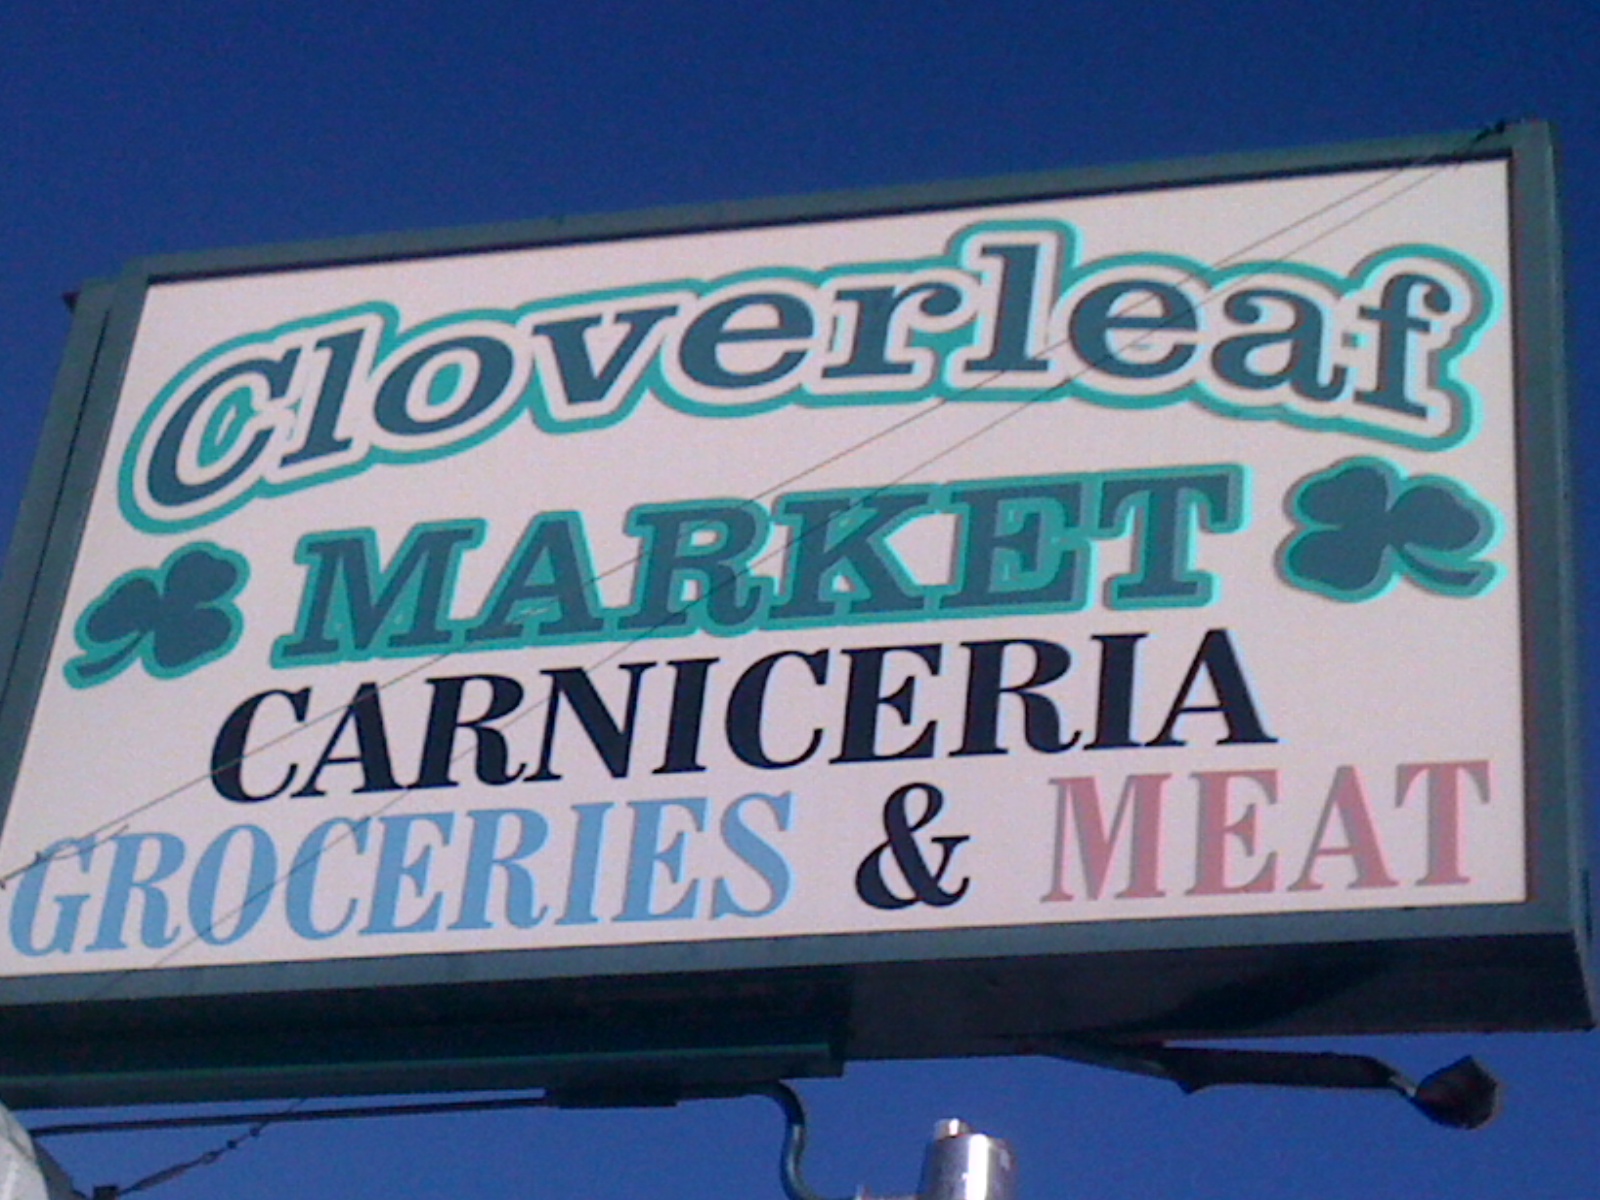 Cloverleaf
MARKET
CARNICERIA
GROCERIES & MEAT